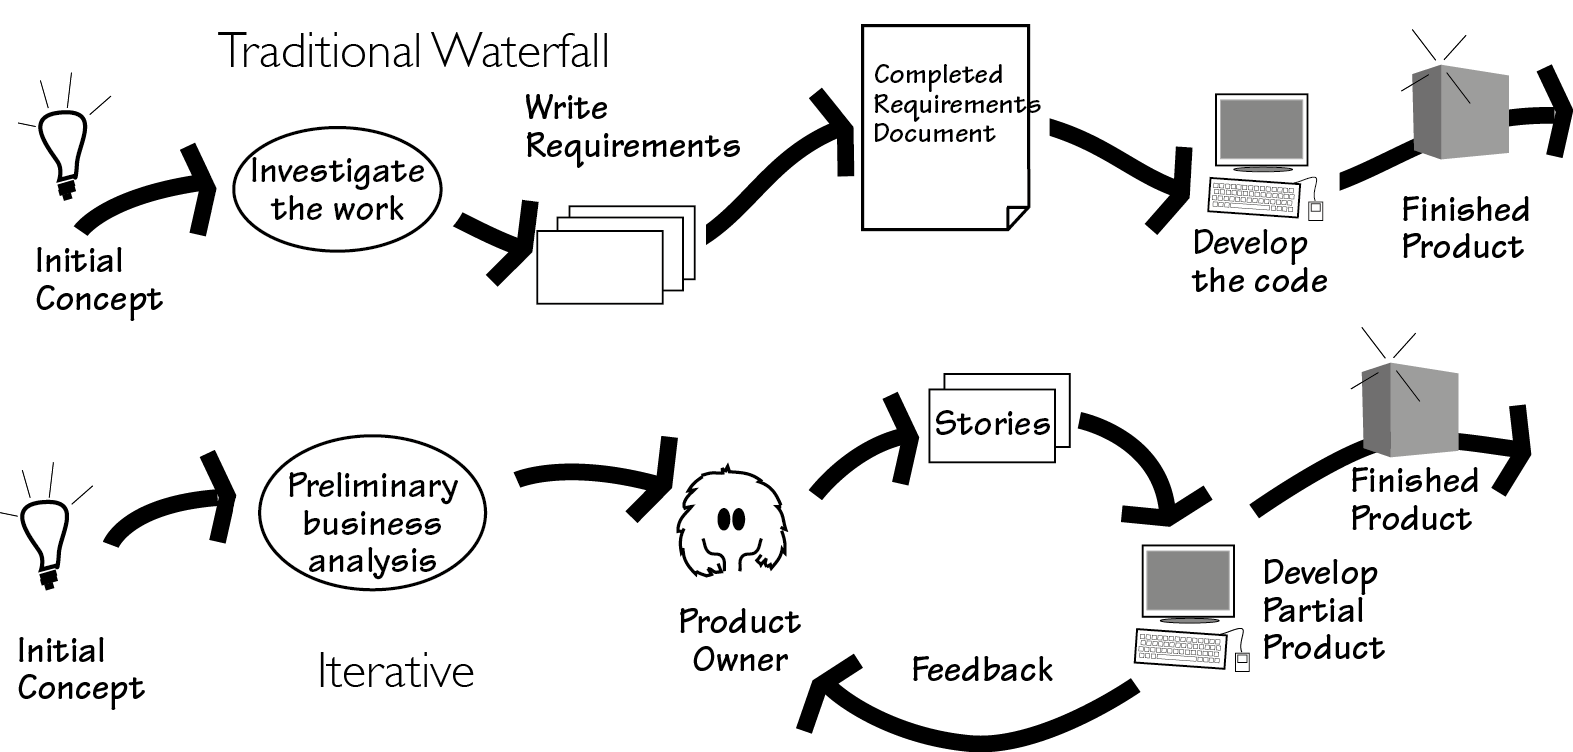 Traditional Waterfall
Initial
Concept
Investigate
the work
Write
Requirements
Completed
Requirements
Document
Develop
the code
Finished
Product
Initial
Concept
Preliminary
business
analysis
Iterative
Product
Owner
Stories
Feedback
Develop
Partial
Product
Finished
Product